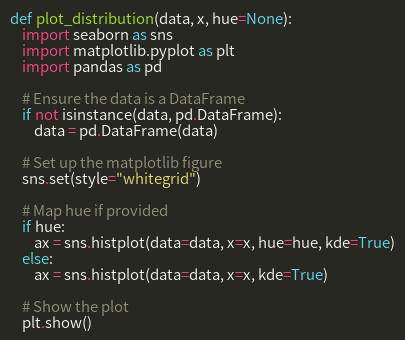 def plot_distribution(data, x, hue=None):
    import seaborn as sns
    import matplotlib.pyplot as plt
    import pandas as pd

    # Ensure the data is a DataFrame
    if not isinstance(data, pd.DataFrame):
        data = pd.DataFrame(data)

    # Set up the matplotlib figure
    sns.set(style="whitegrid")

    # Map hue if provided
    if hue:
        ax = sns.histplot(data=data, x=x, hue=hue, kde=True)
    else:
        ax = sns.histplot(data=data, x=x, kde=True)

    # Show the plot
    plt.show()